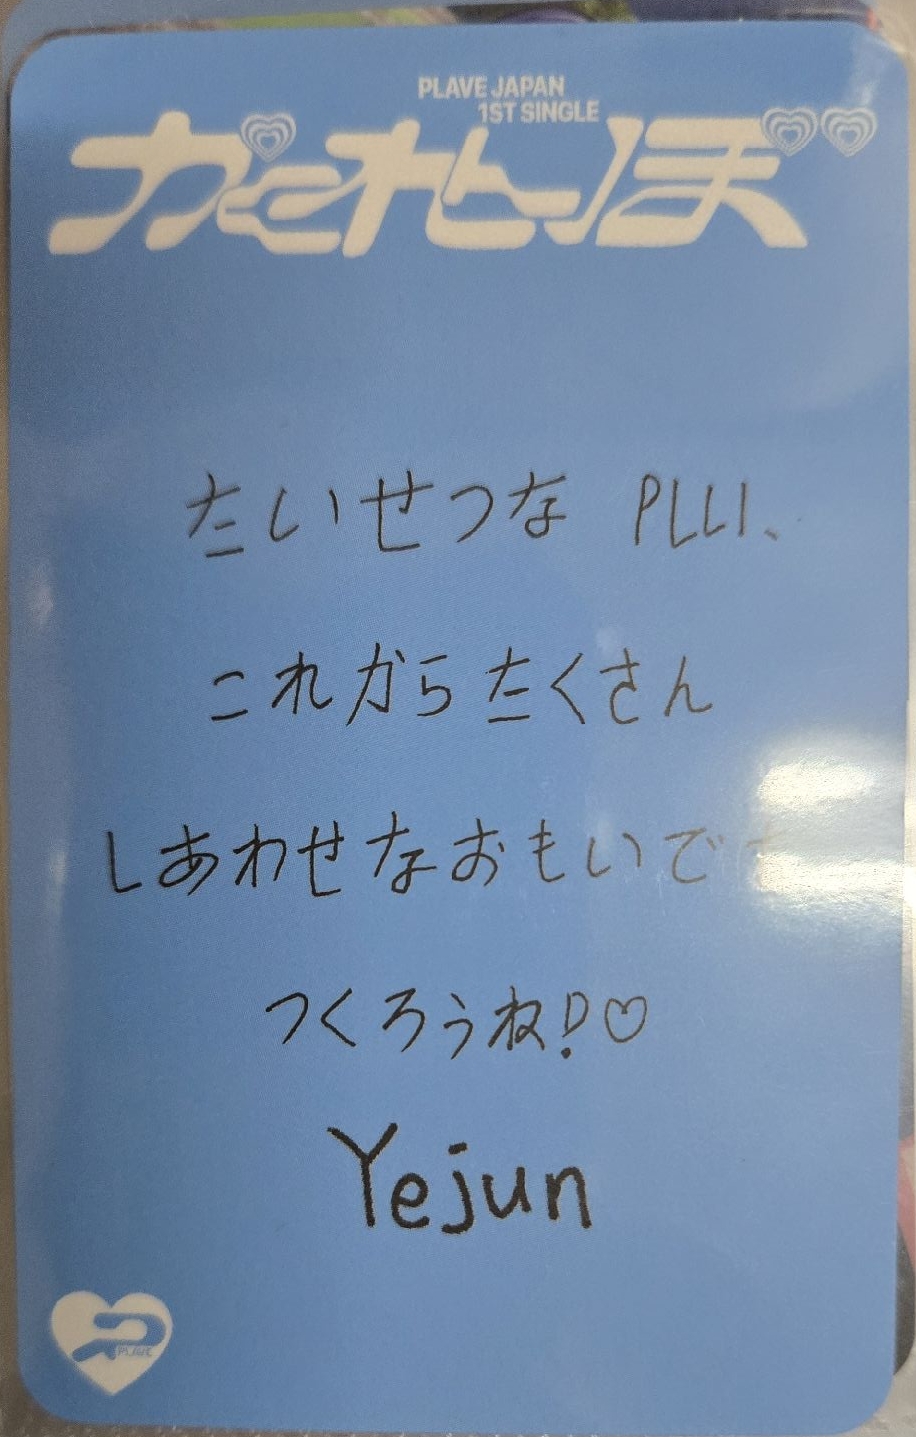 PLAVE JAPAN
1ST SINGLE
かくれんぼ
たいせつな PLLI、
これからたくさん
しあわせなおもいで
つくろうね!♡
Yejun
PLAVE